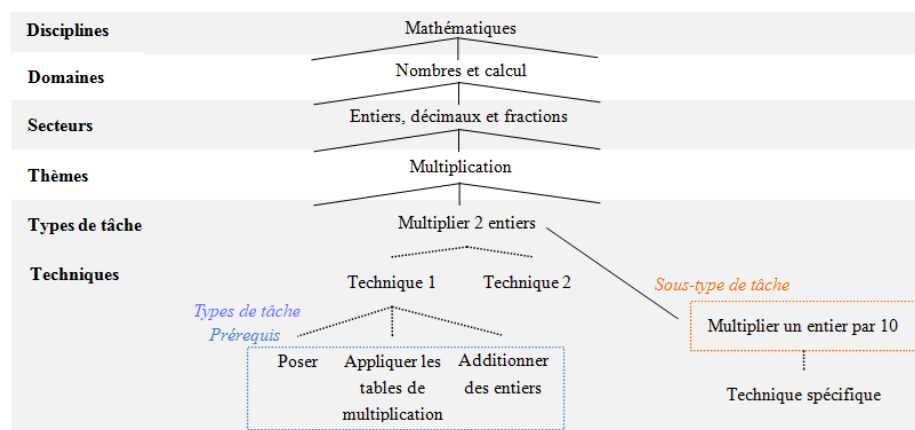 Disciplines
Mathématiques
Domaines
Nombres et calcul
Secteurs
Entiers, décimaux et fractions
Thèmes
Multiplication
Types de tâche
Multiplier 2 entiers
Techniques
Technique 1
Technique 2
Sous-type de tâche
Types de tâche
Prérequis
Multiplier un entier par 10
Poser
Appliquer les
tables de
multiplication
Additionner
des entiers
Technique spécifique